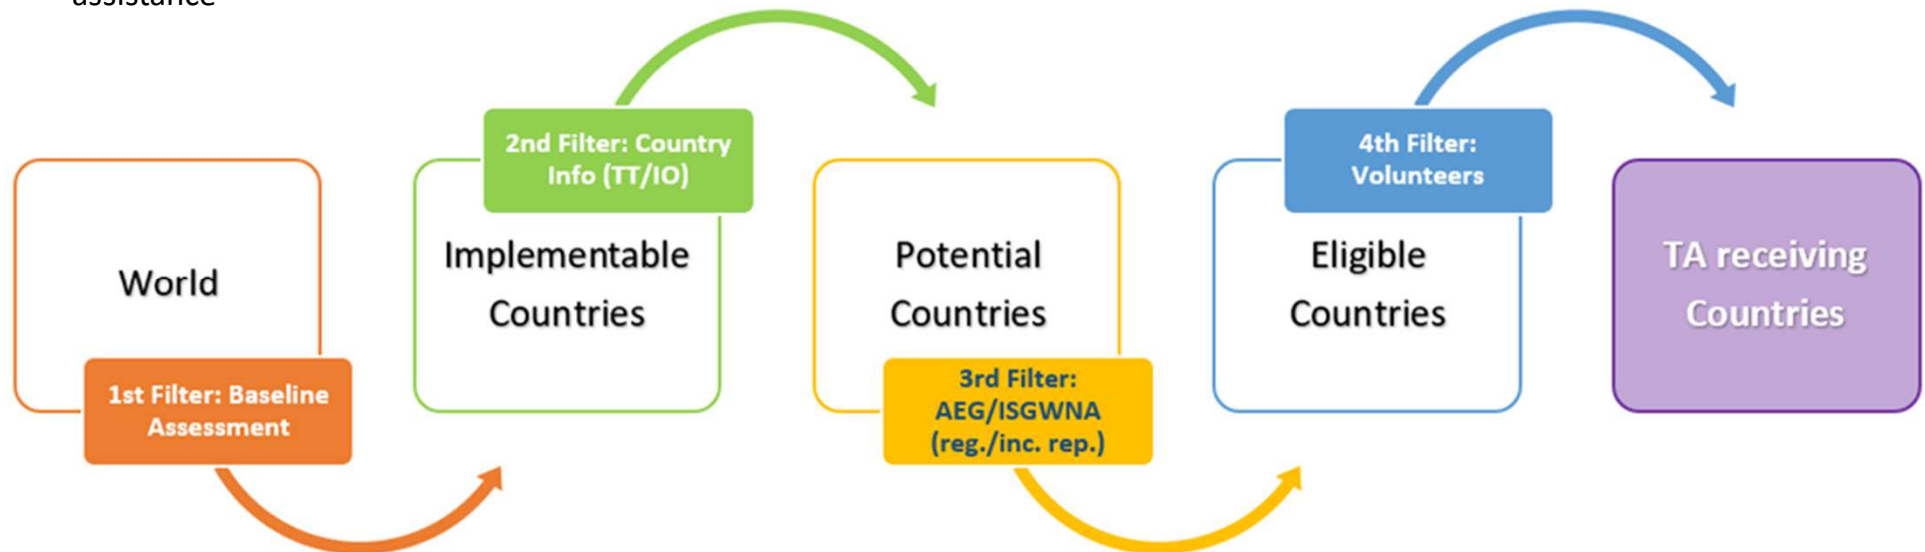 assistance
World
1st Filter: Baseline
Assessment
2nd Filter: Country
Info (TT/IO)
Implementable
Countries
Potential
Countries
3rd Filter:
AEG/ISGWNA
(reg./inc. rep.)
4th Filter:
Volunteers
Eligible
Countries
TA receiving
Countries